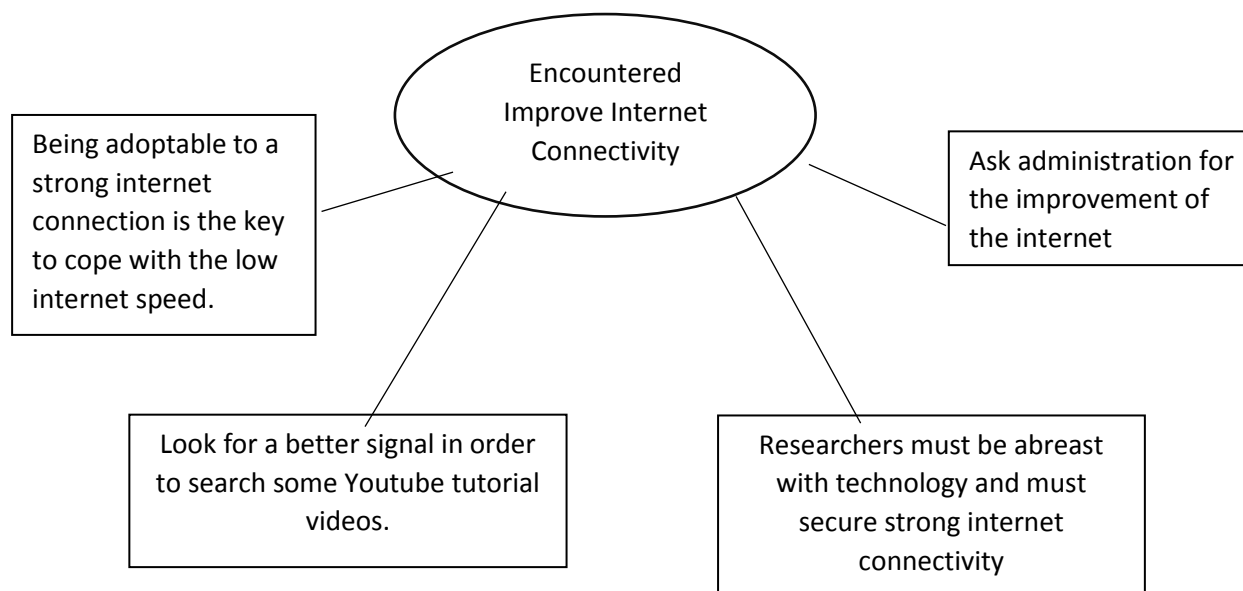 Encountered
Improve Internet
Connectivity
Being adoptable to a
strong internet
connection is the key
to cope with the low
internet speed.
Ask administration for
the improvement of
the internet
Look for a better signal in order
to search some Youtube tutorial
videos.
Researchers must be abreast
with technology and must
secure strong internet
connectivity